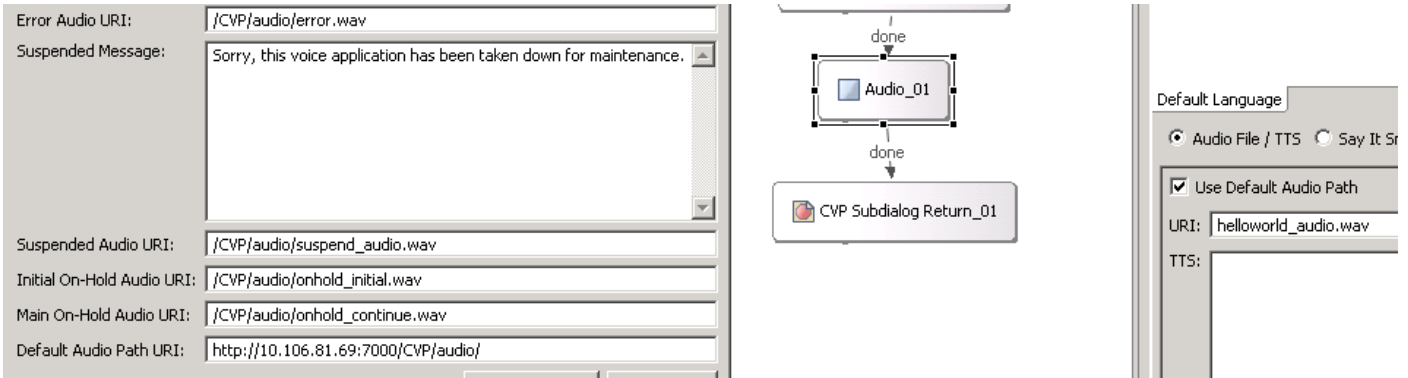 Error Audio URI: /CVP/audio/error.wav
Suspended Message: Sorry, this voice application has been taken down for maintenance.
Suspended Audio URI: /CVP/audio/suspend_audio.wav
Initial On-Hold Audio URI: /CVP/audio/onhold_initial.wav
Main On-Hold Audio URI: /CVP/audio/onhold_continue.wav
Default Audio Path URI: http://10.106.81.69:7000/CVP/audio/
done
Audio_01
done
CVP Subdialog Return_01
Default Language
Audio File / TTS Say It
Use Default Audio Path
URI: helloworld_audio.wav
TTS: